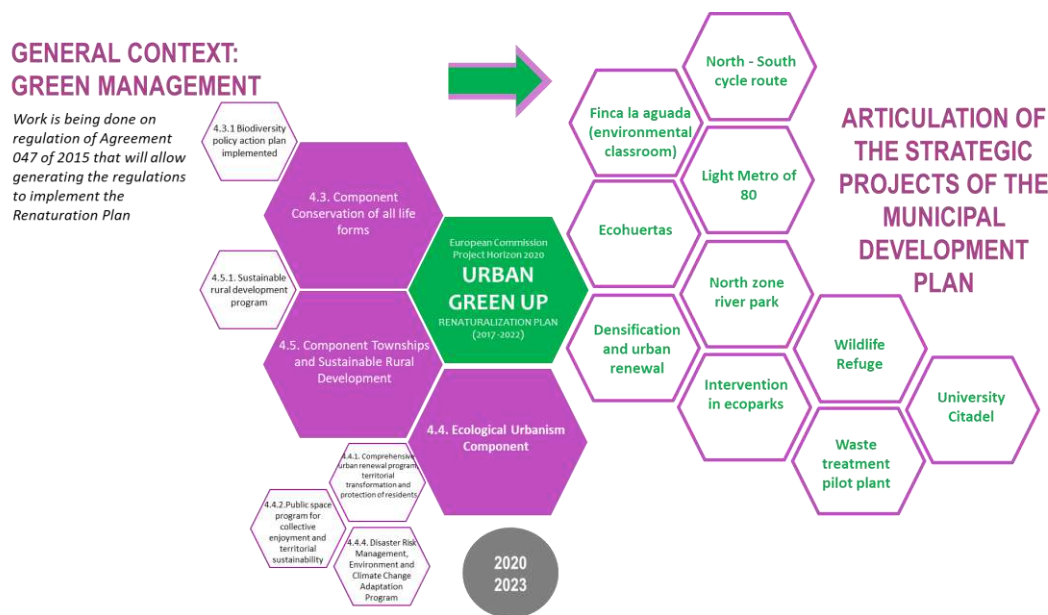 GENERAL CONTEXT:
GREEN MANAGEMENT
Work is being done on
regulation of Agreement
047 of 2015 that will allow
generating the regulations
to implement the
Renaturation Plan
4.3.1 Biodiversity
policy action plan
implemented
4.3. Component
Conservation of all life
forms
4.5.1. Sustainable
rural development
program
4.5. Component Townships
and Sustainable Rural
Development
European Commission
Project Horizon 2020
URBAN
GREEN UP
RENATURALIZATION PLAN
(2017 -2022)
4.4. Ecological Urbanism
Component
4.4.1. Comprehensive
urban renewal program,
territorial
transformation and
protection of residents
4.4.2.Public space
program for
collective
enjoyment and
territorial
sustainability
4.4.4. Disaster Risk
Management,
Environment and
Climate Change
Adaptation
Program
2020
2023
North - South
cycle route
Finca la aguada
(environmental
classroom)
Light Metro of
80
Ecohuertas
North zone
river park
Densification
and urban
renewal
Wildlife
Refuge
Intervention
in ecoparks
University
Citadel
Waste
treatment
pilot plant
ARTICULATION OF
THE STRATEGIC
PROJECTS OF THE
MUNICIPAL
DEVELOPMENT
PLAN